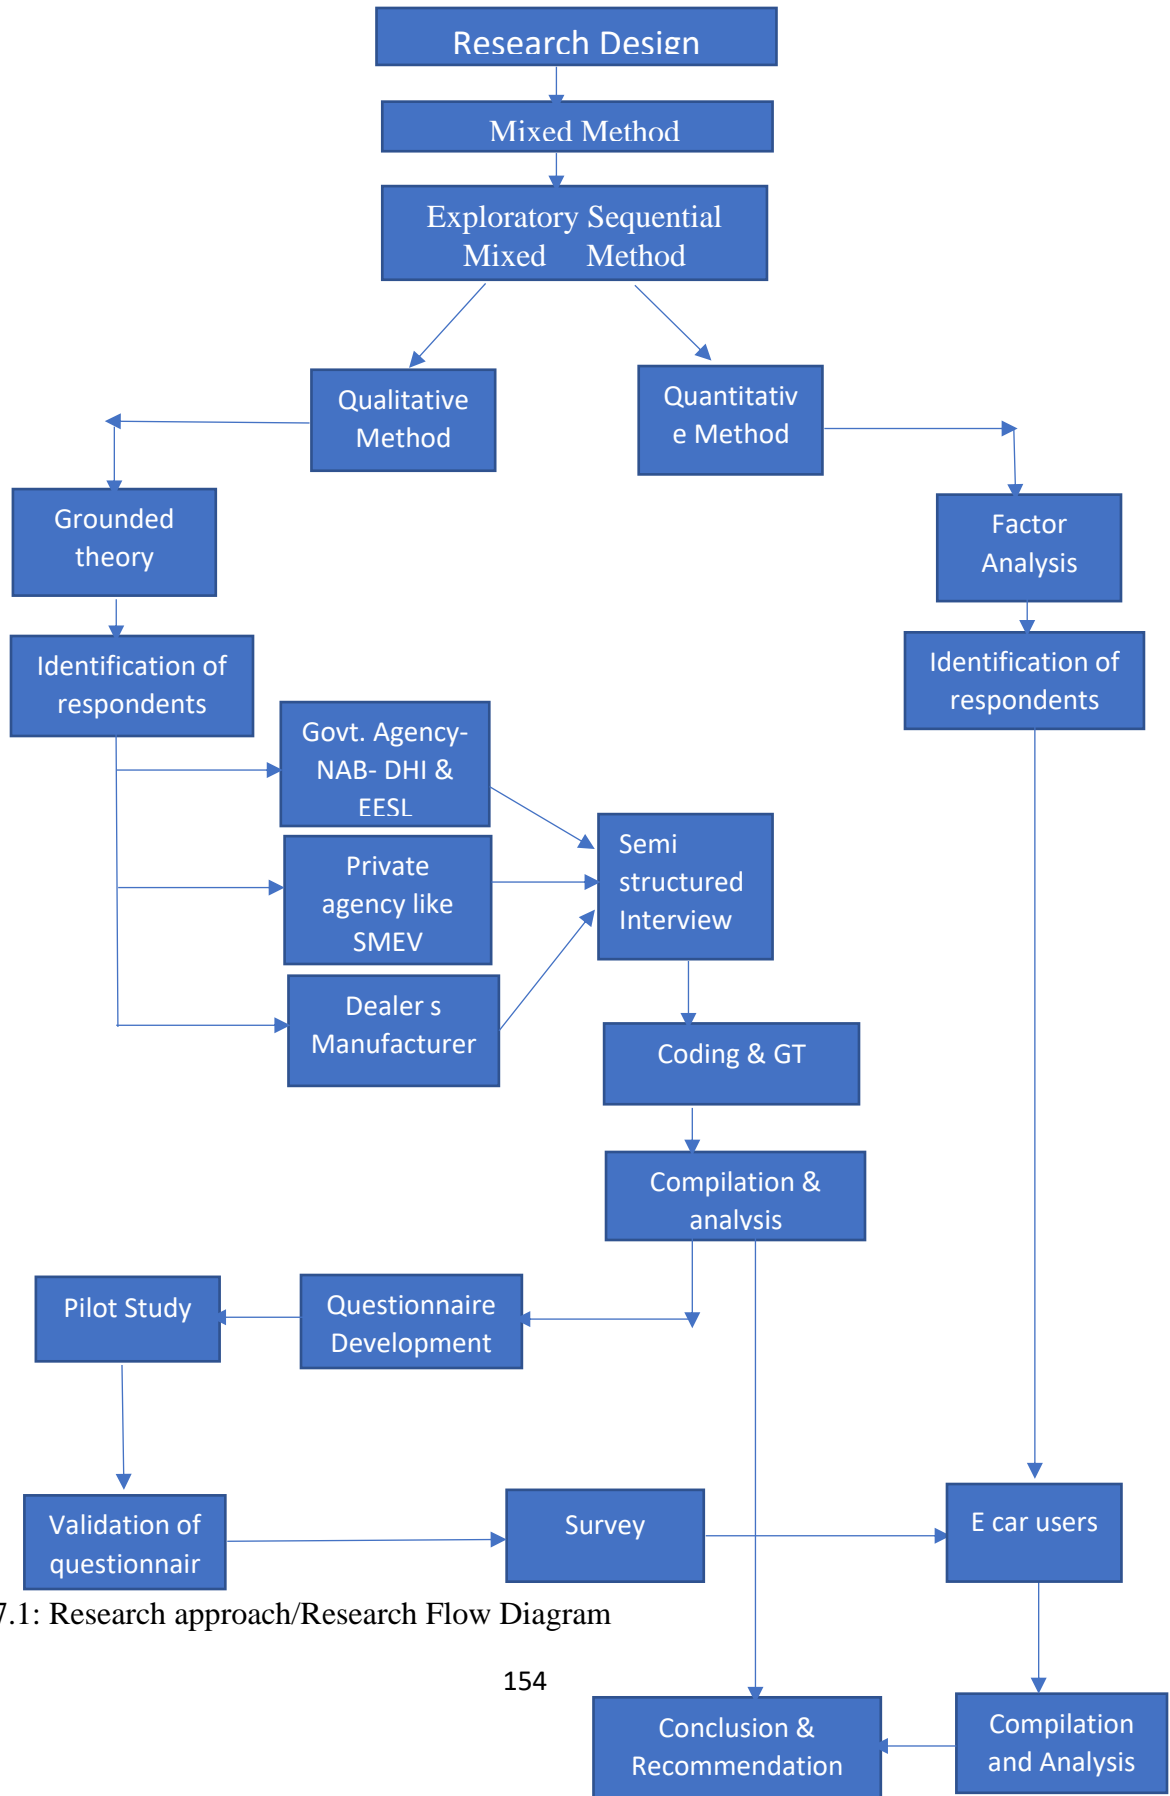 Research Design
Mixed Method
Exploratory Sequential
Mixed Method
Qualitative
Method
Quantitativ
e Method
Grounded
theory
Factor
Analysis
Identification of
respondents
Identification of
respondents
Govt. Agency-
NAB- DHI &
EESL
Private
agency like
SMEV
Dealer s
Manufacturer
Semi
structured
Interview
Coding & GT
Compilation &
analysis
Questionnaire
Development
Pilot Study
Validation of
questionnair
Survey
E car users
7.1: Research approach/Research Flow Diagram
154
Conclusion &
Recommendation
Compilation
and Analysis